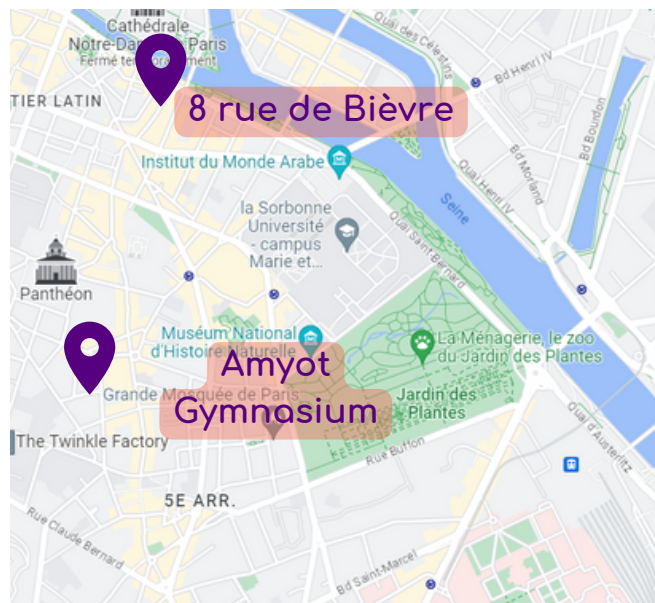 Cathédrale
Notre-Dame de Paris
Fermé temporairement
TIER LATIN
8 rue de Bièvre
Quai des Célestins
Bd Henri IV
Bd Bourdon
Bd Morland
Quai Henri IV
Institut du Monde Arabe
la Sorbonne
Université
- campus
Marie et...
Seine
Quai Saint-Bernard
Panthéon
Muséum National
d'Histoire Naturelle
La Ménagerie, le zoo
du Jardin des Plantes
Amyot
Gymnasium
Grande Mosquée de Paris
Jardin des
Plantes
The Twinkle Factory
Rue Buffon
Quai d'Austerlitz
5E ARR.
Rue Claude Bernard
Bd Saint-Marcel